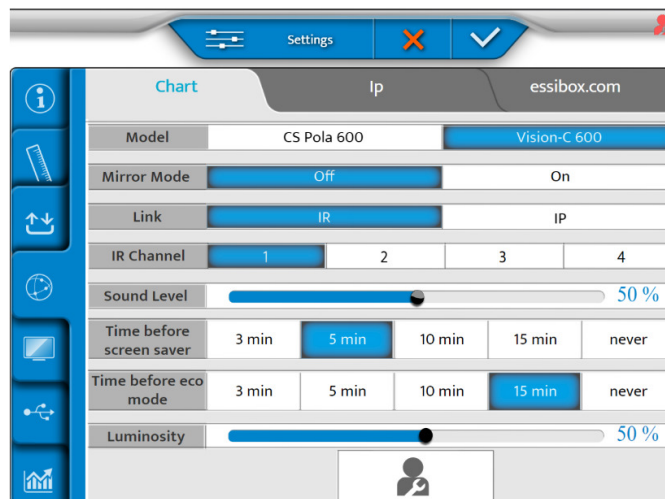 Settings
Chart Ip essibox.com
Model CS Pola 600 Vision-C 600
Mirror Mode Off On
Link IR IP
IR Channel 1 2 3 4
Sound Level 50 %
Time before
screen saver 3 min 5 min 10 min 15 min never
Time before eco
mode 3 min 5 min 10 min 15 min never
Luminosity 50 %